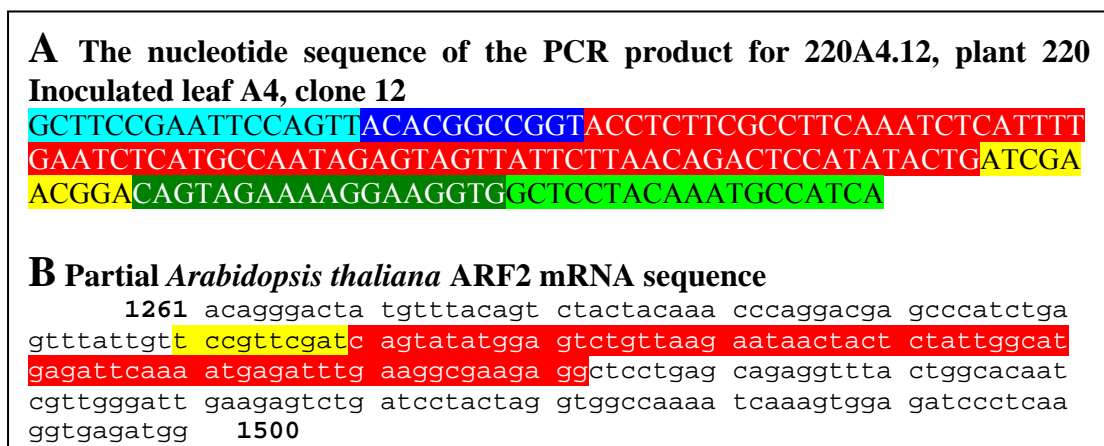 A The nucleotide sequence of the PCR product for 220A4.12, plant 220
Inoculated leaf A4, clone 12
GCTTCCGAATTCCAGTTACACGGCCGGTACCTCTTCGCCTTCAAATCTCATTTT
GAATCTCATGCCAATAGAGTAGTTATTCTTAACAGACTCCATATACTGATCGA
ACGGACAGTAGAAAAGGAAGGTGGCTCCTACAAATGCCATCA
B Partial Arabidopsis thaliana ARF2 mRNA sequence
1261 acagggacta tgtttacagt ctactacaaa cccaggacga gcccatctga
gtttattgtt ccgttcgatc agtatatgga gtctgttaag aataactact ctattggcat
gagattcaaa atgagatttg aaggcgaaga ggctcctgag cagaggttta ctggcacaat
cgttgggatt gaagagtctg atcctactag gtggccaaaa tcaaagtgga gatccctcaa
ggtgagatgg 1500